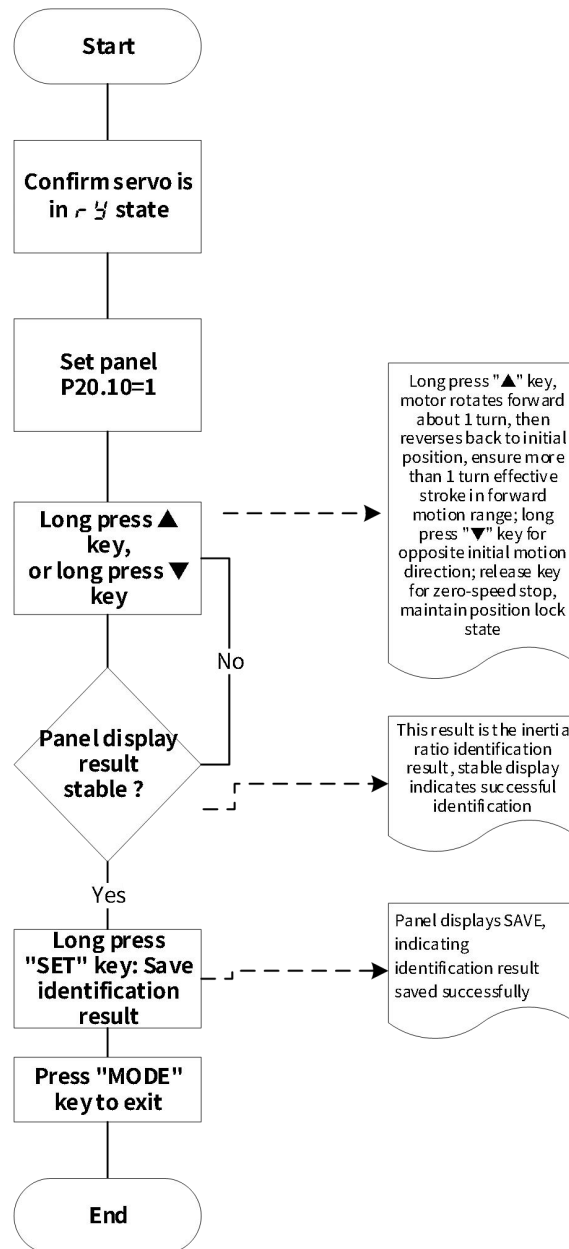 Start
Confirm servo is
in ry state
Set panel
P20.10=1
Long press ▲
key,
or long press ▼
key
Long press "▲" key,
motor rotates forward
about 1 turn, then
reverses back to initial
position, ensure more
than 1 turn effective
stroke in forward
motion range; long
press "▼" key for
opposite initial motion
direction; release key
for zero-speed stop,
maintain position lock
state
No
Panel display
result
stable ?
This result is the inertia
ratio identification
result, stable display
indicates successful
identification
Yes
Long press
"SET" key: Save
identification
result
Panel displays SAVE,
indicating
identification result
saved successfully
Press "MODE"
key to exit
End